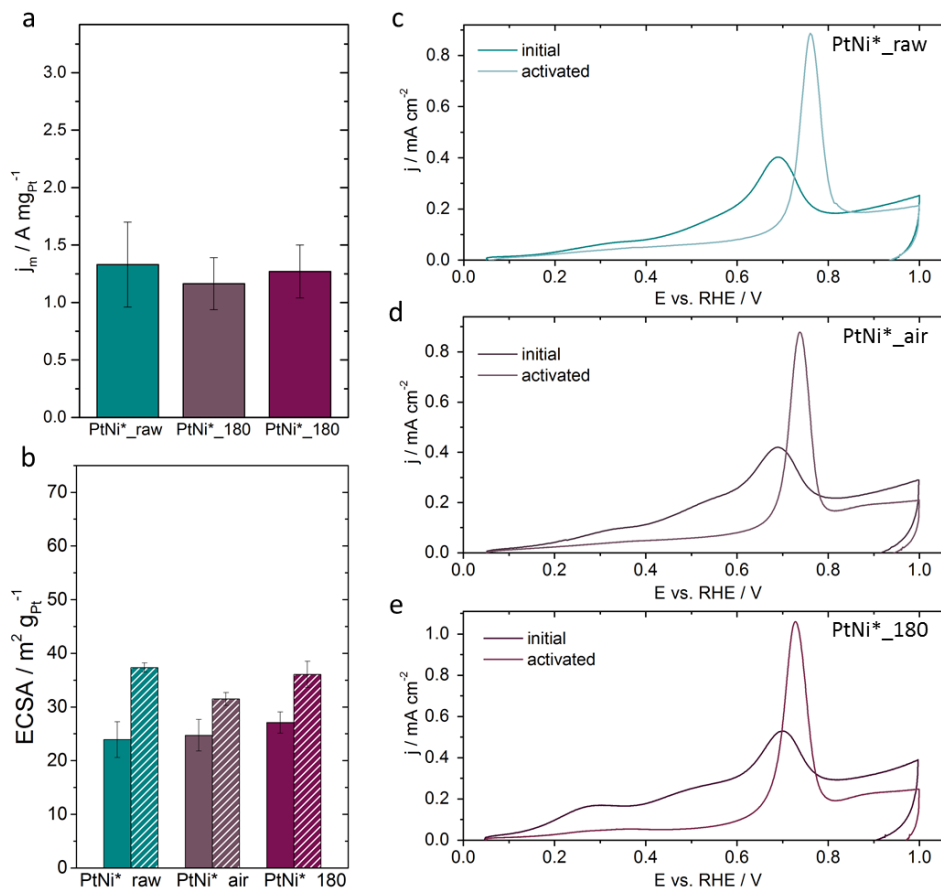 a
j_m / A mg_Pt^-1
3.0
2.5
2.0
1.5
1.0
0.5
0.0
PtNi*_raw PtNi*_180 PtNi*_180
b
ECSA / m² g_Pt^-1
70
60
50
40
30
20
10
0
PtNi*_raw PtNi*_air PtNi*_180
c
PtNi*_raw
initial
activated
j / mA cm^-2
0.8
0.6
0.4
0.2
0.0
0.0 0.2 0.4 0.6 0.8 1.0
E vs. RHE / V
d
PtNi*_air
initial
activated
j / mA cm^-2
0.8
0.6
0.4
0.2
0.0
0.0 0.2 0.4 0.6 0.8 1.0
E vs. RHE / V
e
PtNi*_180
initial
activated
j / mA cm^-2
1.0
0.8
0.6
0.4
0.2
0.0
0.0 0.2 0.4 0.6 0.8 1.0
E vs. RHE / V